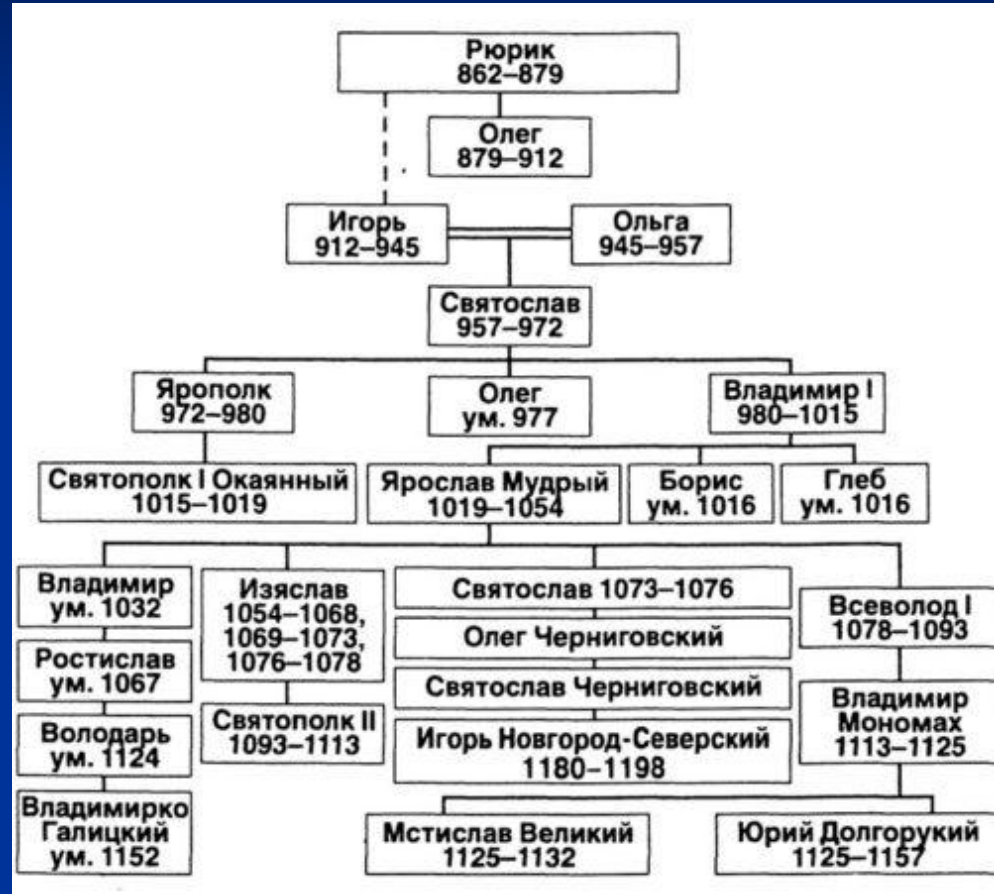 Рюрик
862–879
Олег
879–912
Игорь
912–945
Ольга
945–957
Святослав
957–972
Ярополк
972–980
Олег
ум. 977
Владимир I
980–1015
Святополк I Окаянный
1015–1019
Ярослав Мудрый
1019–1054
Борис
ум. 1016
Глеб
ум. 1016
Владимир
ум. 1032
Ростислав
ум. 1067
Володарь
ум. 1124
Владимирко
Галицкий
ум. 1152
Изяслав
1054–1068,
1069–1073,
1076–1078
Святополк II
1093–1113
Святослав 1073–1076
Олег Черниговский
Святослав Черниговский
Игорь Новгород-Северский
1180–1198
Всеволод I
1078–1093
Владимир
Мономах
1113–1125
Мстислав Великий
1125–1132
Юрий Долгорукий
1125–1157